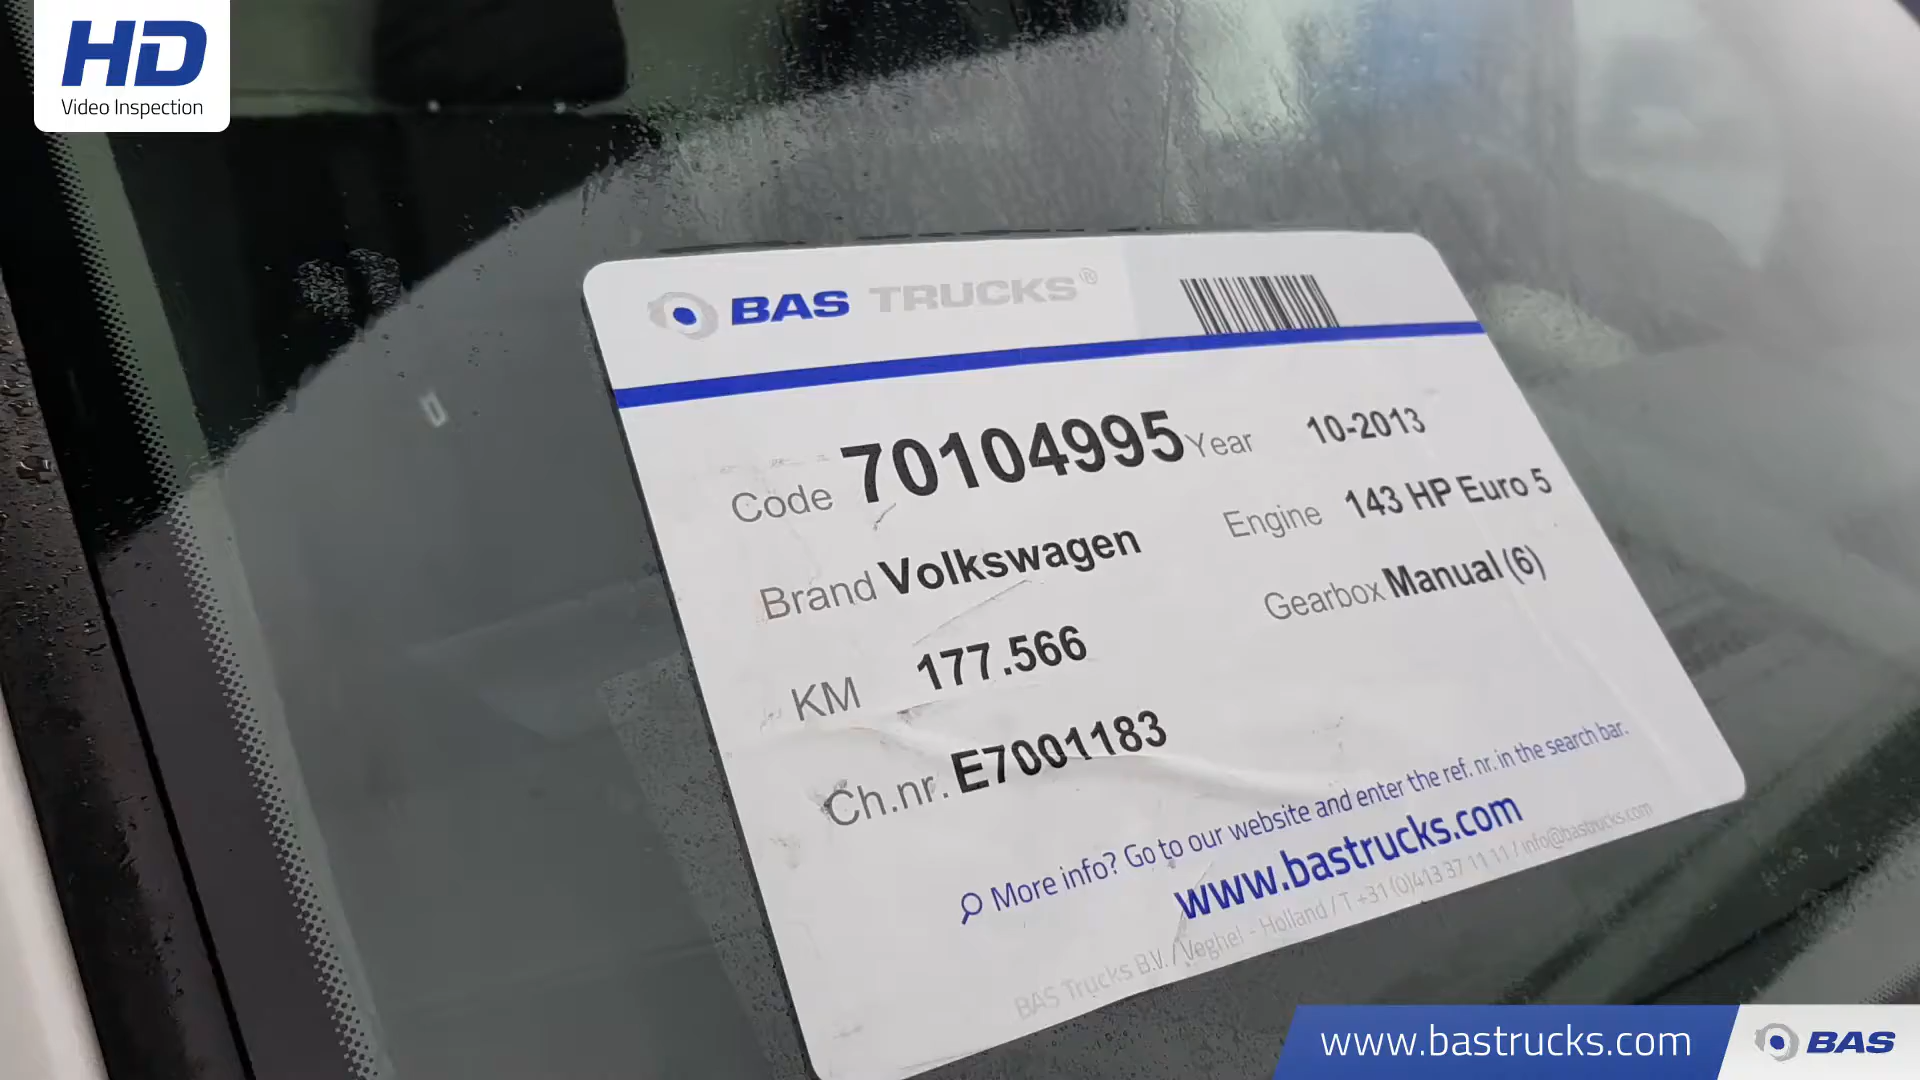 HD
Video Inspection
BAS TRUCKS®
Code 70104995 Year 10-2013
Brand Volkswagen Engine 143 HP Euro 5
KM 177.566 Gearbox Manual (6)
Ch.nr. E7001183
More info? Go to our website and enter the ref. nr. in the search bar.
www.bastrucks.com
BAS Trucks B.V. / Veghel - Holland / T +31 (0)413 37 11 11 / info@bastrucks.com
www.bastrucks.com BAS